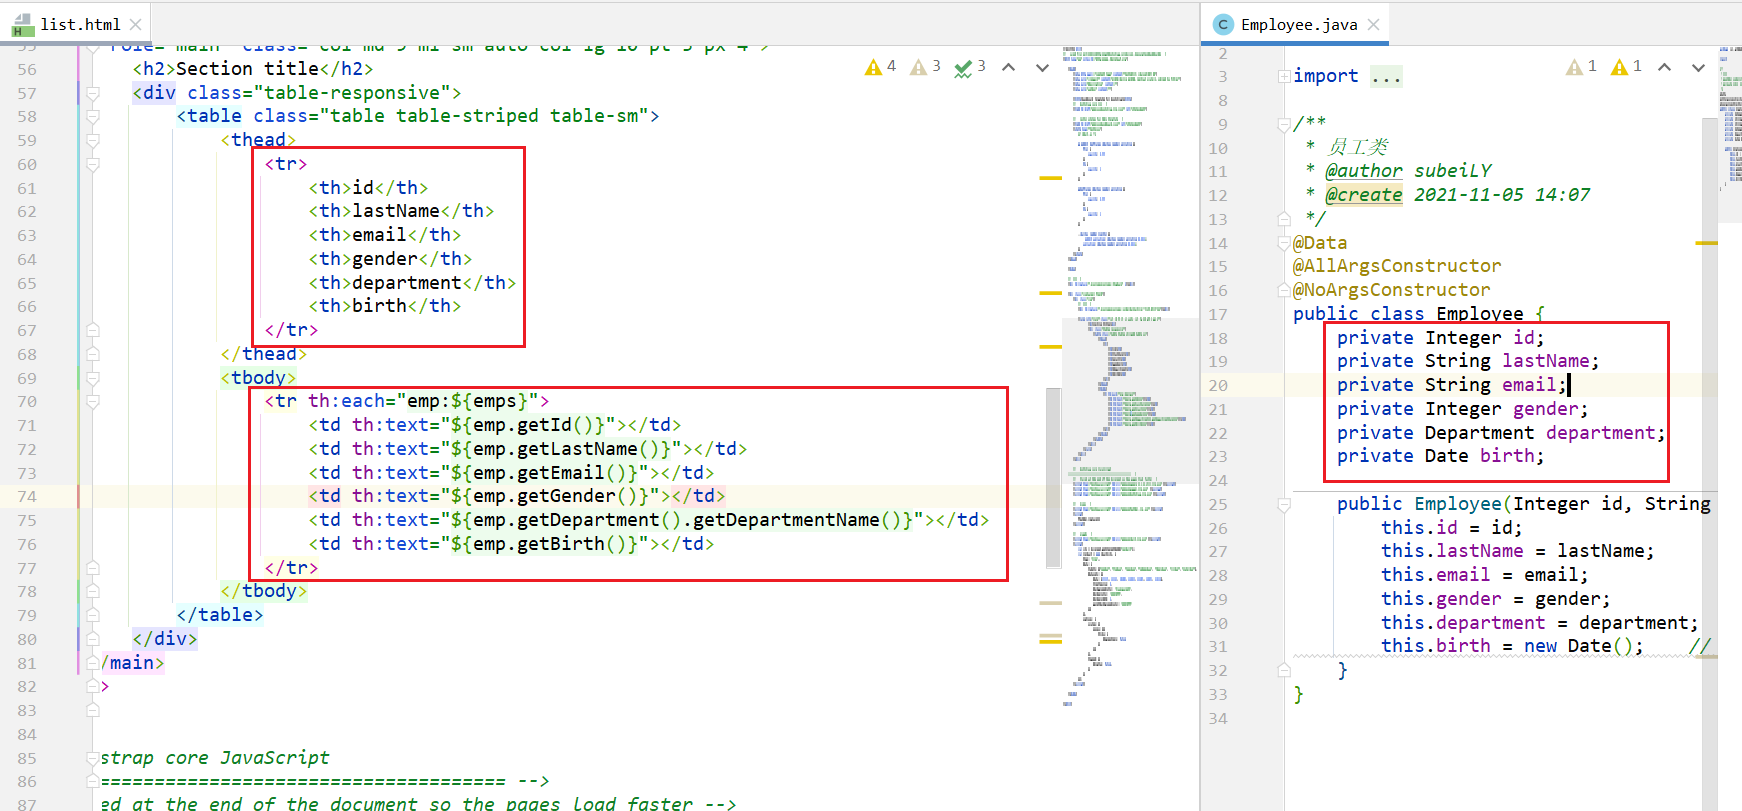 list.html
role="main" class="col-md-9 ml-sm-auto col-lg-10 pt-3 px-4">
4 3 3
56 <h2>Section title</h2>
57 <div class="table-responsive">
58 <table class="table table-striped table-sm">
59 <thead>
60 <tr>
61 <th>id</th>
62 <th>lastName</th>
63 <th>email</th>
64 <th>gender</th>
65 <th>department</th>
66 <th>birth</th>
67 </tr>
68 </thead>
69 <tbody>
70 <tr th:each="emp:${emps}">
71 <td th:text="${emp.getId()}"></td>
72 <td th:text="${emp.getLastName()}"></td>
73 <td th:text="${emp.getEmail()}"></td>
74 <td th:text="${emp.getGender()}"></td>
75 <td th:text="${emp.getDepartment().getDepartmentName()}"></td>
76 <td th:text="${emp.getBirth()}"></td>
77 </tr>
78 </tbody>
79 </table>
80 </div>
81 /main>
82 >
83
84
85 strap core JavaScript
86 ===================================== -->
87 ed at the end of the document so the pages load faster -->
Employee.java
1 1
2
3 import ...
8
9 /**
10 * 员工类
11 * @author subeiLY
12 * @create 2021-11-05 14:07
13 */
14 @Data
15 @AllArgsConstructor
16 @NoArgsConstructor
17 public class Employee {
18 private Integer id;
19 private String lastName;
20 private String email;
21 private Integer gender;
22 private Department department;
23 private Date birth;
24
25 public Employee(Integer id, String
26 this.id = id;
27 this.lastName = lastName;
28 this.email = email;
29 this.gender = gender;
30 this.department = department;
31 this.birth = new Date(); //
32 }
33 }
34